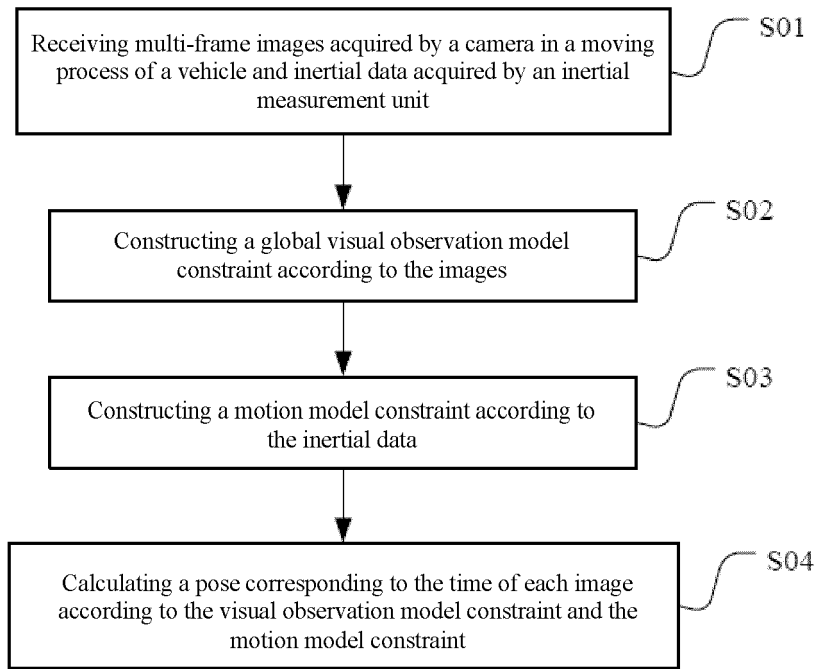 Receiving multi-frame images acquired by a camera in a moving
process of a vehicle and inertial data acquired by an inertial
measurement unit
S01
Constructing a global visual observation model
constraint according to the images
S02
Constructing a motion model constraint according to
the inertial data
S03
Calculating a pose corresponding to the time of each image
according to the visual observation model constraint and the
motion model constraint
S04